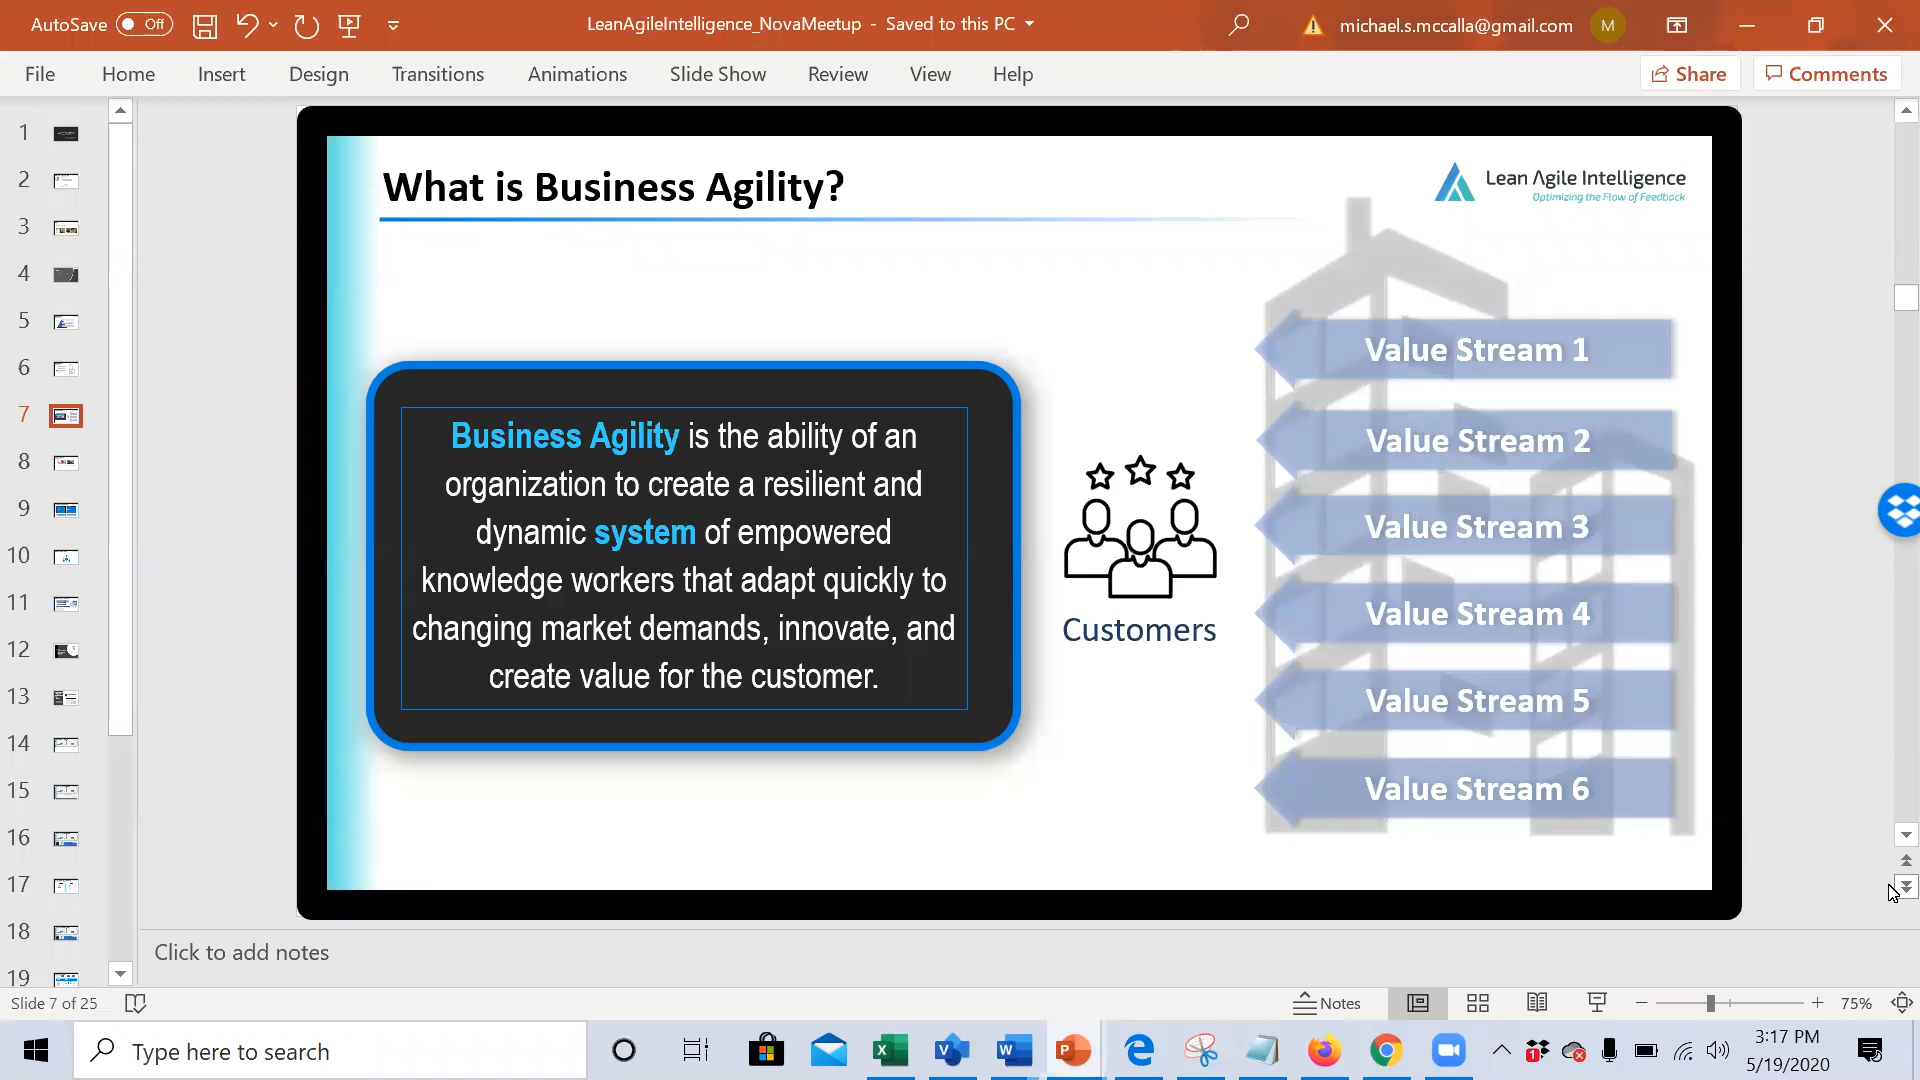 AutoSave Off
LeanAgileIntelligence_NovaMeetup - Saved to this PC
michael.s.mccalla@gmail.com
M
File Home Insert Design Transitions Animations Slide Show Review View Help
Share
Comments
1
2
3
4
5
6
7
8
9
10
11
12
13
14
15
16
17
18
19
What is Business Agility?
Lean Agile Intelligence
Optimizing the Flow of Feedback
Business Agility is the ability of an
organization to create a resilient and
dynamic system of empowered
knowledge workers that adapt quickly to
changing market demands, innovate, and
create value for the customer.
Customers
Value Stream 1
Value Stream 2
Value Stream 3
Value Stream 4
Value Stream 5
Value Stream 6
Click to add notes
Slide 7 of 25
Notes
75%
Type here to search
X
V
W
P
1
3:17 PM
5/19/2020